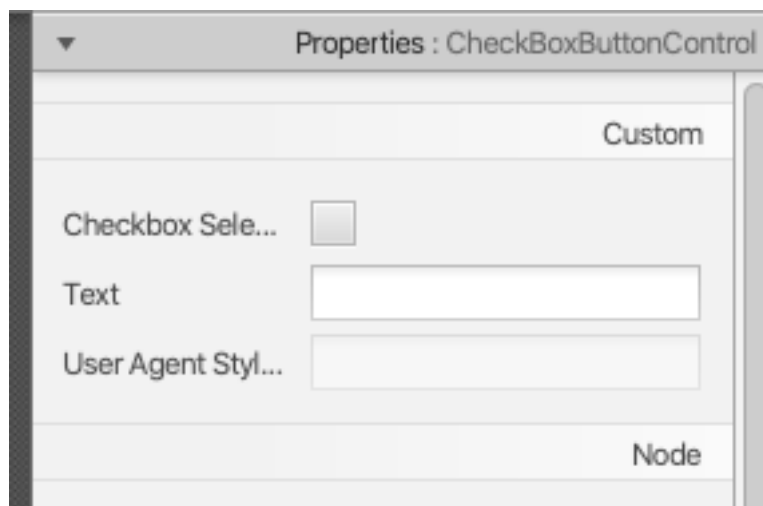 Properties : CheckBoxButtonControl
Custom
Checkbox Sele...
Text
User Agent Styl...
Node